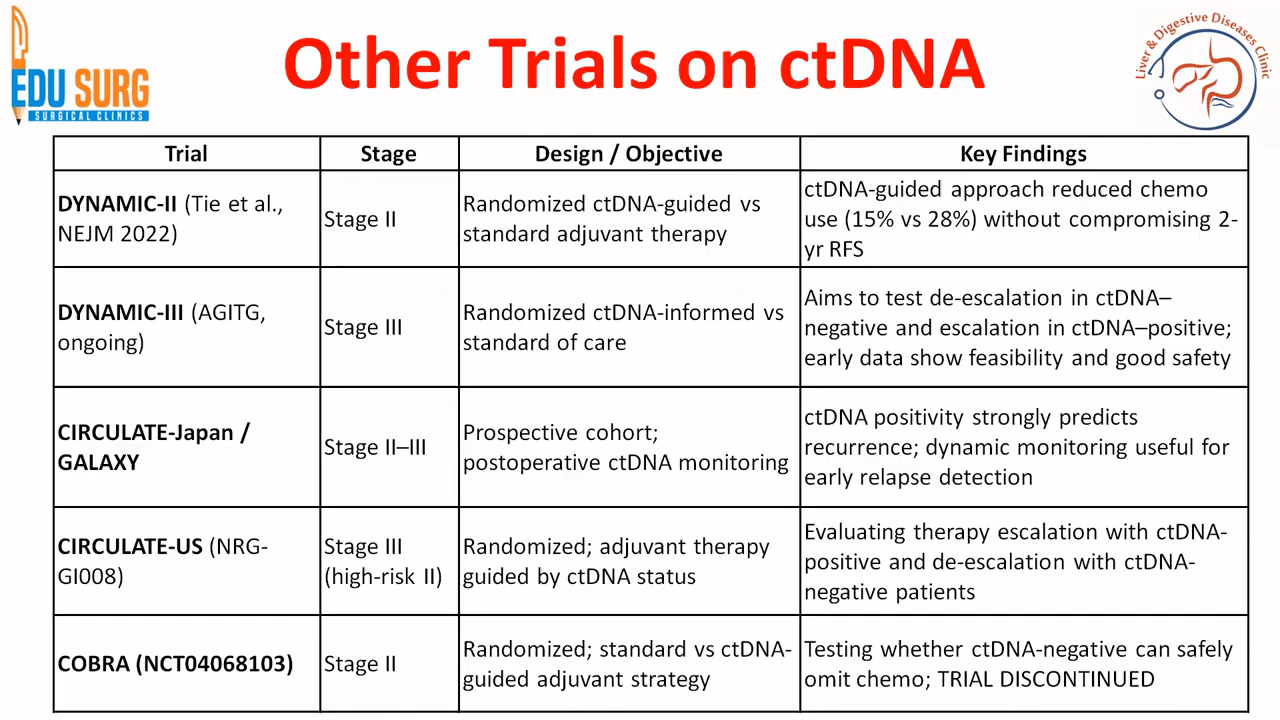 EDU SURG
SURGICAL CLINICS
Other Trials on ctDNA
Liver & Digestive Diseases Clinic
Trial
Stage
Design / Objective
Key Findings
DYNAMIC-II (Tie et al.,
NEJM 2022)
Stage II
Randomized ctDNA-guided vs
standard adjuvant therapy
ctDNA-guided approach reduced chemo
use (15% vs 28%) without compromising 2-
yr RFS
DYNAMIC-III (AGITG,
ongoing)
Stage III
Randomized ctDNA-informed vs
standard of care
Aims to test de-escalation in ctDNA–
negative and escalation in ctDNA–positive;
early data show feasibility and good safety
CIRCULATE-Japan /
GALAXY
Stage II–III
Prospective cohort;
postoperative ctDNA monitoring
ctDNA positivity strongly predicts
recurrence; dynamic monitoring useful for
early relapse detection
CIRCULATE-US (NRG-
GI008)
Stage III
(high-risk II)
Randomized; adjuvant therapy
guided by ctDNA status
Evaluating therapy escalation with ctDNA-
positive and de-escalation with ctDNA-
negative patients
COBRA (NCT04068103)
Stage II
Randomized; standard vs ctDNA-
guided adjuvant strategy
Testing whether ctDNA-negative can safely
omit chemo; TRIAL DISCONTINUED